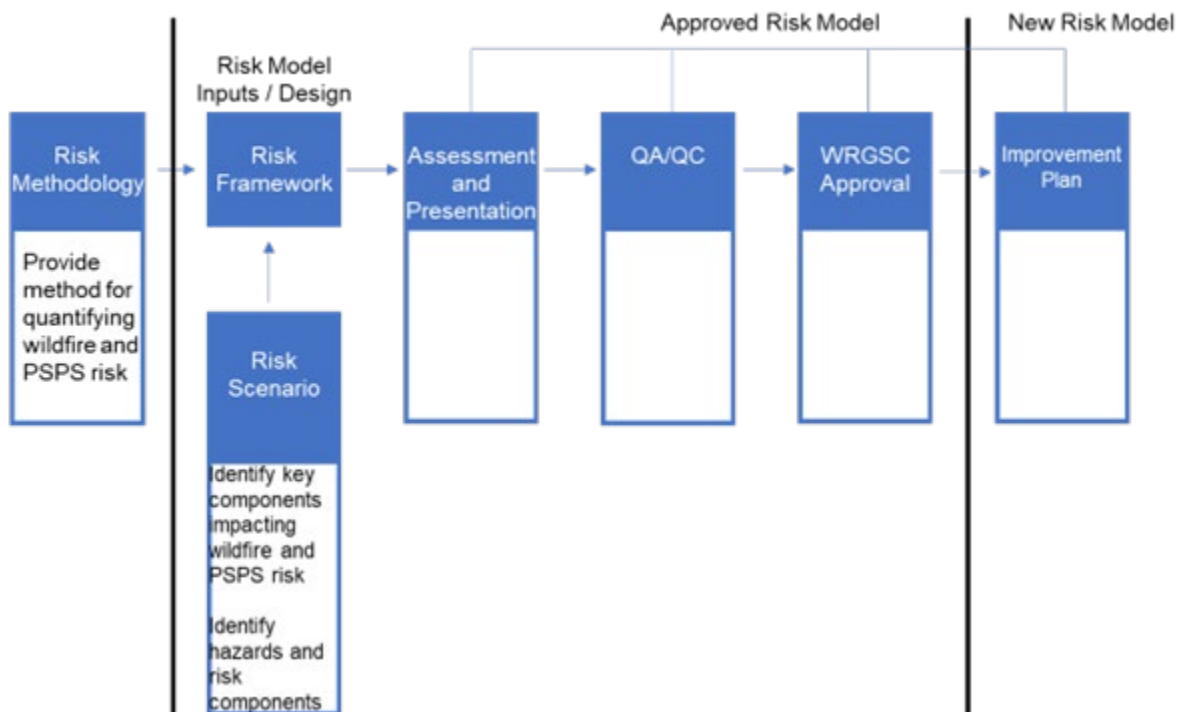 Approved Risk Model
New Risk Model
Risk Model
Inputs / Design
Risk
Methodology
Provide
method for
quantifying
wildfire and
PSPS risk
Risk
Framework
Risk
Scenario
Identify key
components
impacting
wildfire and
PSPS risk
Identify
hazards and
risk
components
Assessment
and
Presentation
QA/QC
WRGSC
Approval
Improvement
Plan